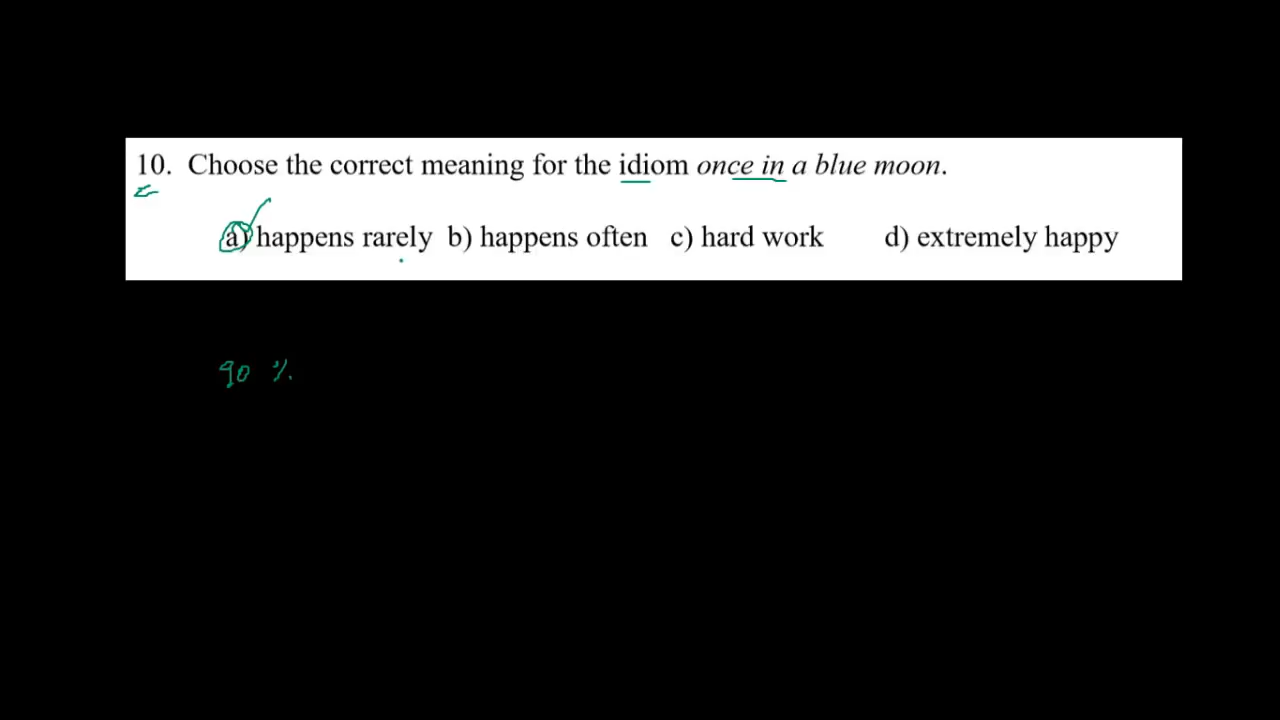 10. Choose the correct meaning for the idiom once in a blue moon.
a) happens rarely b) happens often c) hard work d) extremely happy
90 %